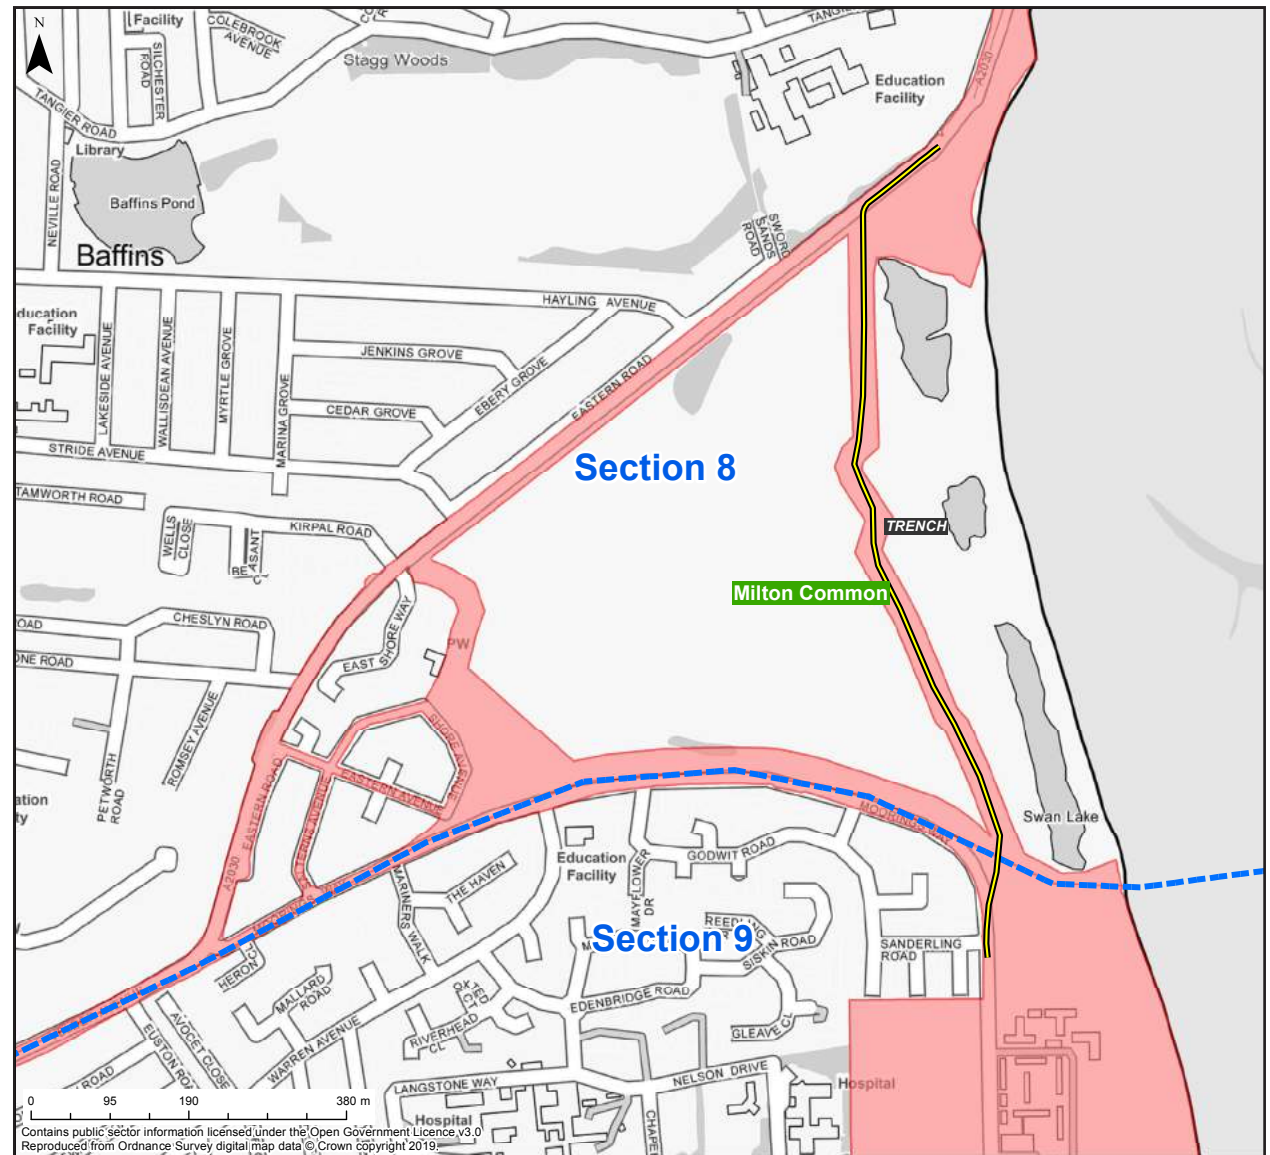 N
Facility
COLEBROOK
AVENUE
SILCHESTER
ROAD
Stagg Woods
Education
Facility
A2030
TANGIER ROAD
Library
NEVILLE ROAD
Baffins Pond
Baffins
SWORD
SANDS
ROAD
HAYLING AVENUE
Facility
LAKESIDE AVENUE
WALLISDEAN AVENUE
MYRTLE GROVE
MARINA GROVE
JENKINS GROVE
EBERY GROVE
CEDAR GROVE
EASTERN ROAD
STRIDE AVENUE
Section 8
TAMWORTH ROAD
WELLS
CLOSE
KIRPAL ROAD
TRENCH
Milton Common
CHESLYN ROAD
EAST SHORE WAY
PW
ROMSEY AVENUE
PETWORTH
ROAD
SHORE AVENUE
EASTERN AVENUE
EASTERN ROAD
A2030
MOORINGS WAY
Swan Lake
Education
Facility
GODWIT ROAD
MAYFLOWER
DR
THE HAVEN
MARINERS WALK
Section 9
SISKIN ROAD
SANDERLING
ROAD
HERON
MALLARD
ROAD
EDENBRIDGE ROAD
RIVERHEAD
CL
GLEAVE CL
AVOCET CLOSE
WARREN AVENUE
LANGSTONE WAY
NELSON DRIVE
Hospital
Hospital
0 95 190 380 m
Contains public sector information licensed under the Open Government Licence v3.0
Reproduced from Ordnance Survey digital map data © Crown copyright 2019.